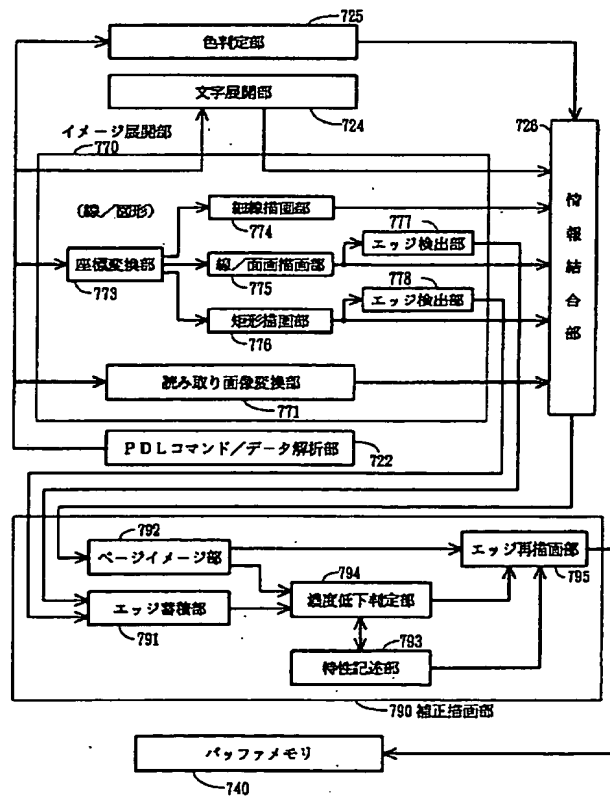 725
色判定部
文字展開部
724
イメージ展開部
770
726
情報結合部
(線/図形)
細線描画部
774
777
エッジ検出部
座標変換部
773
線/面画描画部
775
778
エッジ検出部
矩形描画部
776
読み取り画像変換部
771
PDLコマンド/データ解析部
722
792
ページイメージ部
エッジ再描画部
795
794
濃度低下判定部
エッジ蓄積部
791
793
特性記述部
790 補正描画部
バッファメモリ
740